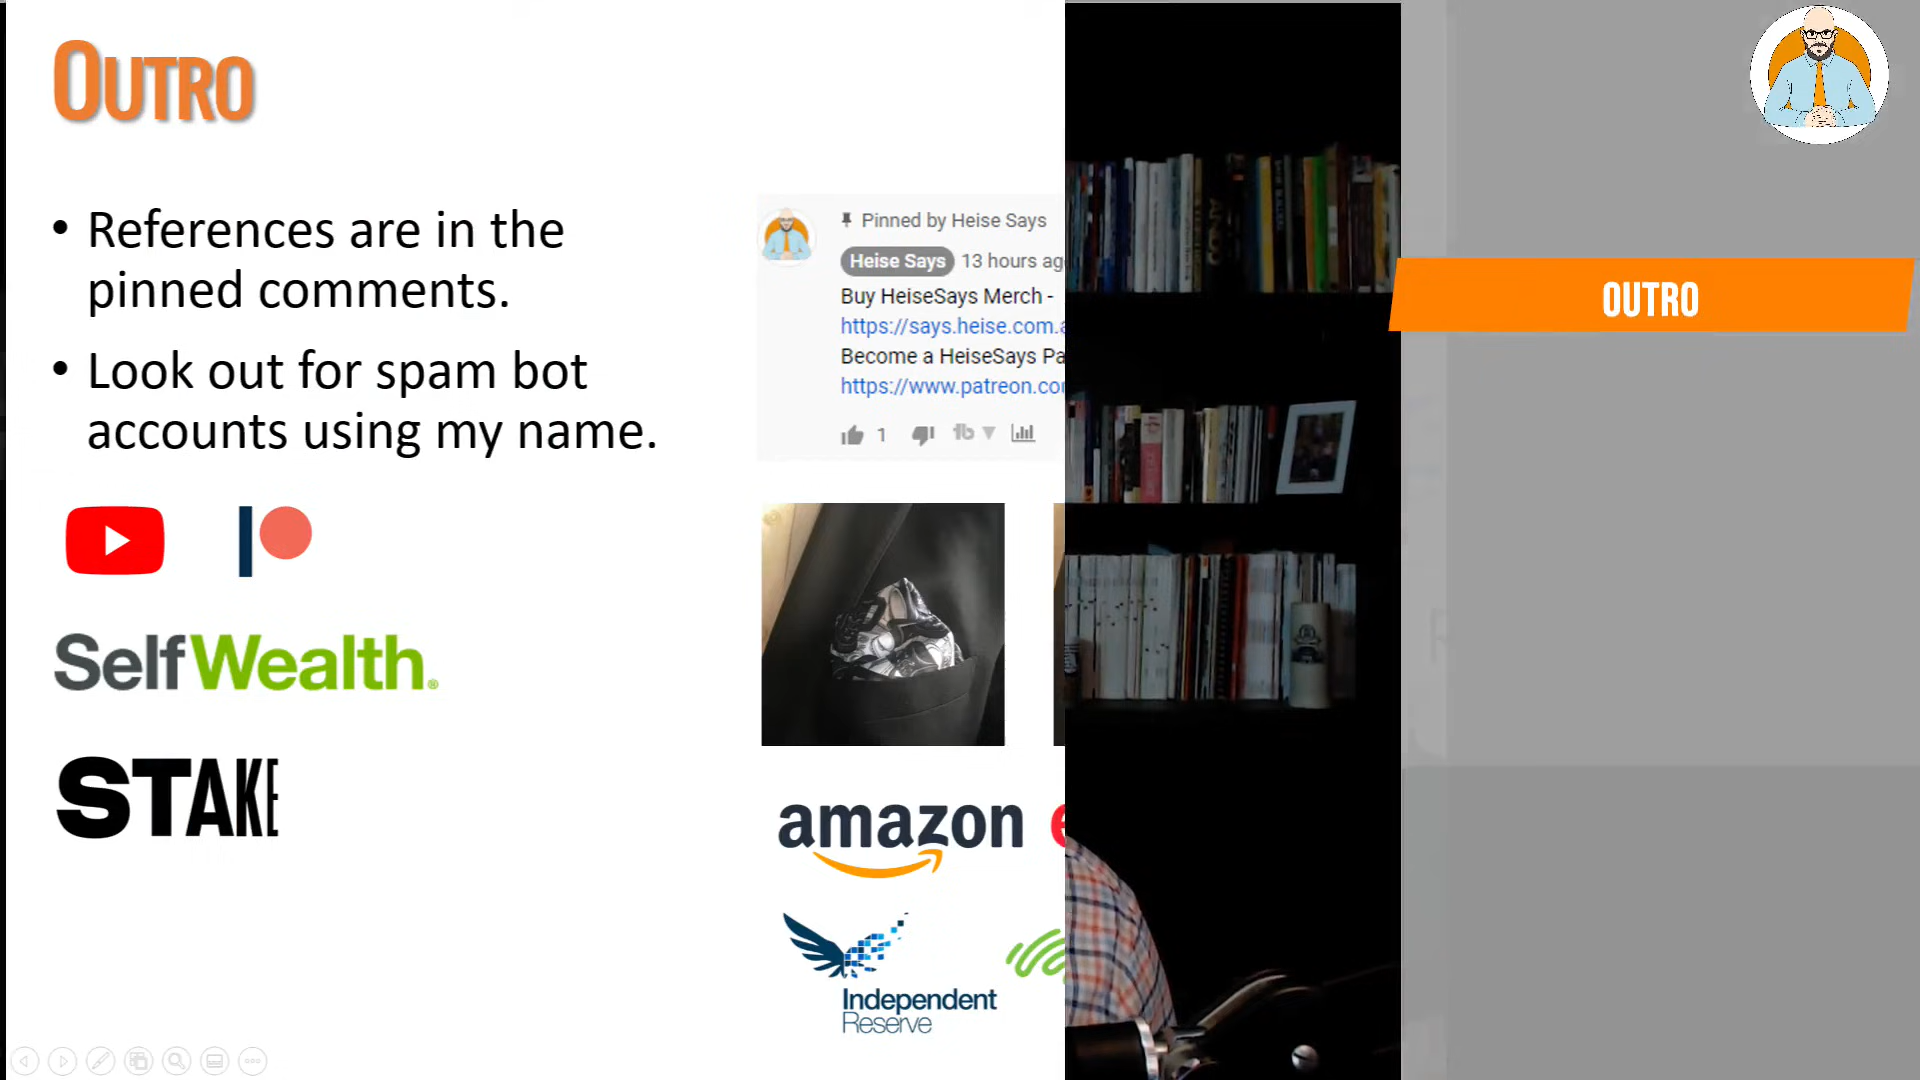 OUTRO
• References are in the
pinned comments.
• Look out for spam bot
accounts using my name.
SelfWealth®
STAKE
Pinned by Heise Says
Heise Says 13 hours ag
Buy HeiseSays Merch -
https://says.heise.com.a
Become a HeiseSays Pa
https://www.patreon.co
1
amazon
e
Independent
Reserve
OUTRO